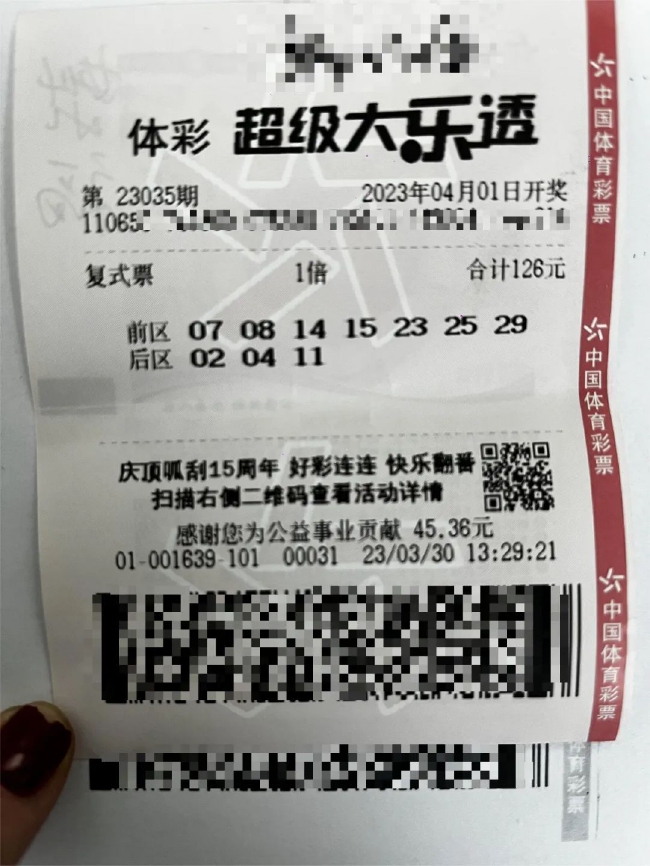 体彩 超级大乐透
第 23035期 2023年04月01日开奖
11065
复式票 1倍 合计126元
前区 07 08 14 15 23 25 29
后区 02 04 11
庆顶呱刮15周年 好彩连连 快乐翻番
扫描右侧二维码查看活动详情
感谢您为公益事业贡献 45.36元
01-001639-101 00031 23/03/30 13:29:21
中国体育彩票
中国体育彩票
中国体育彩票
体育彩票